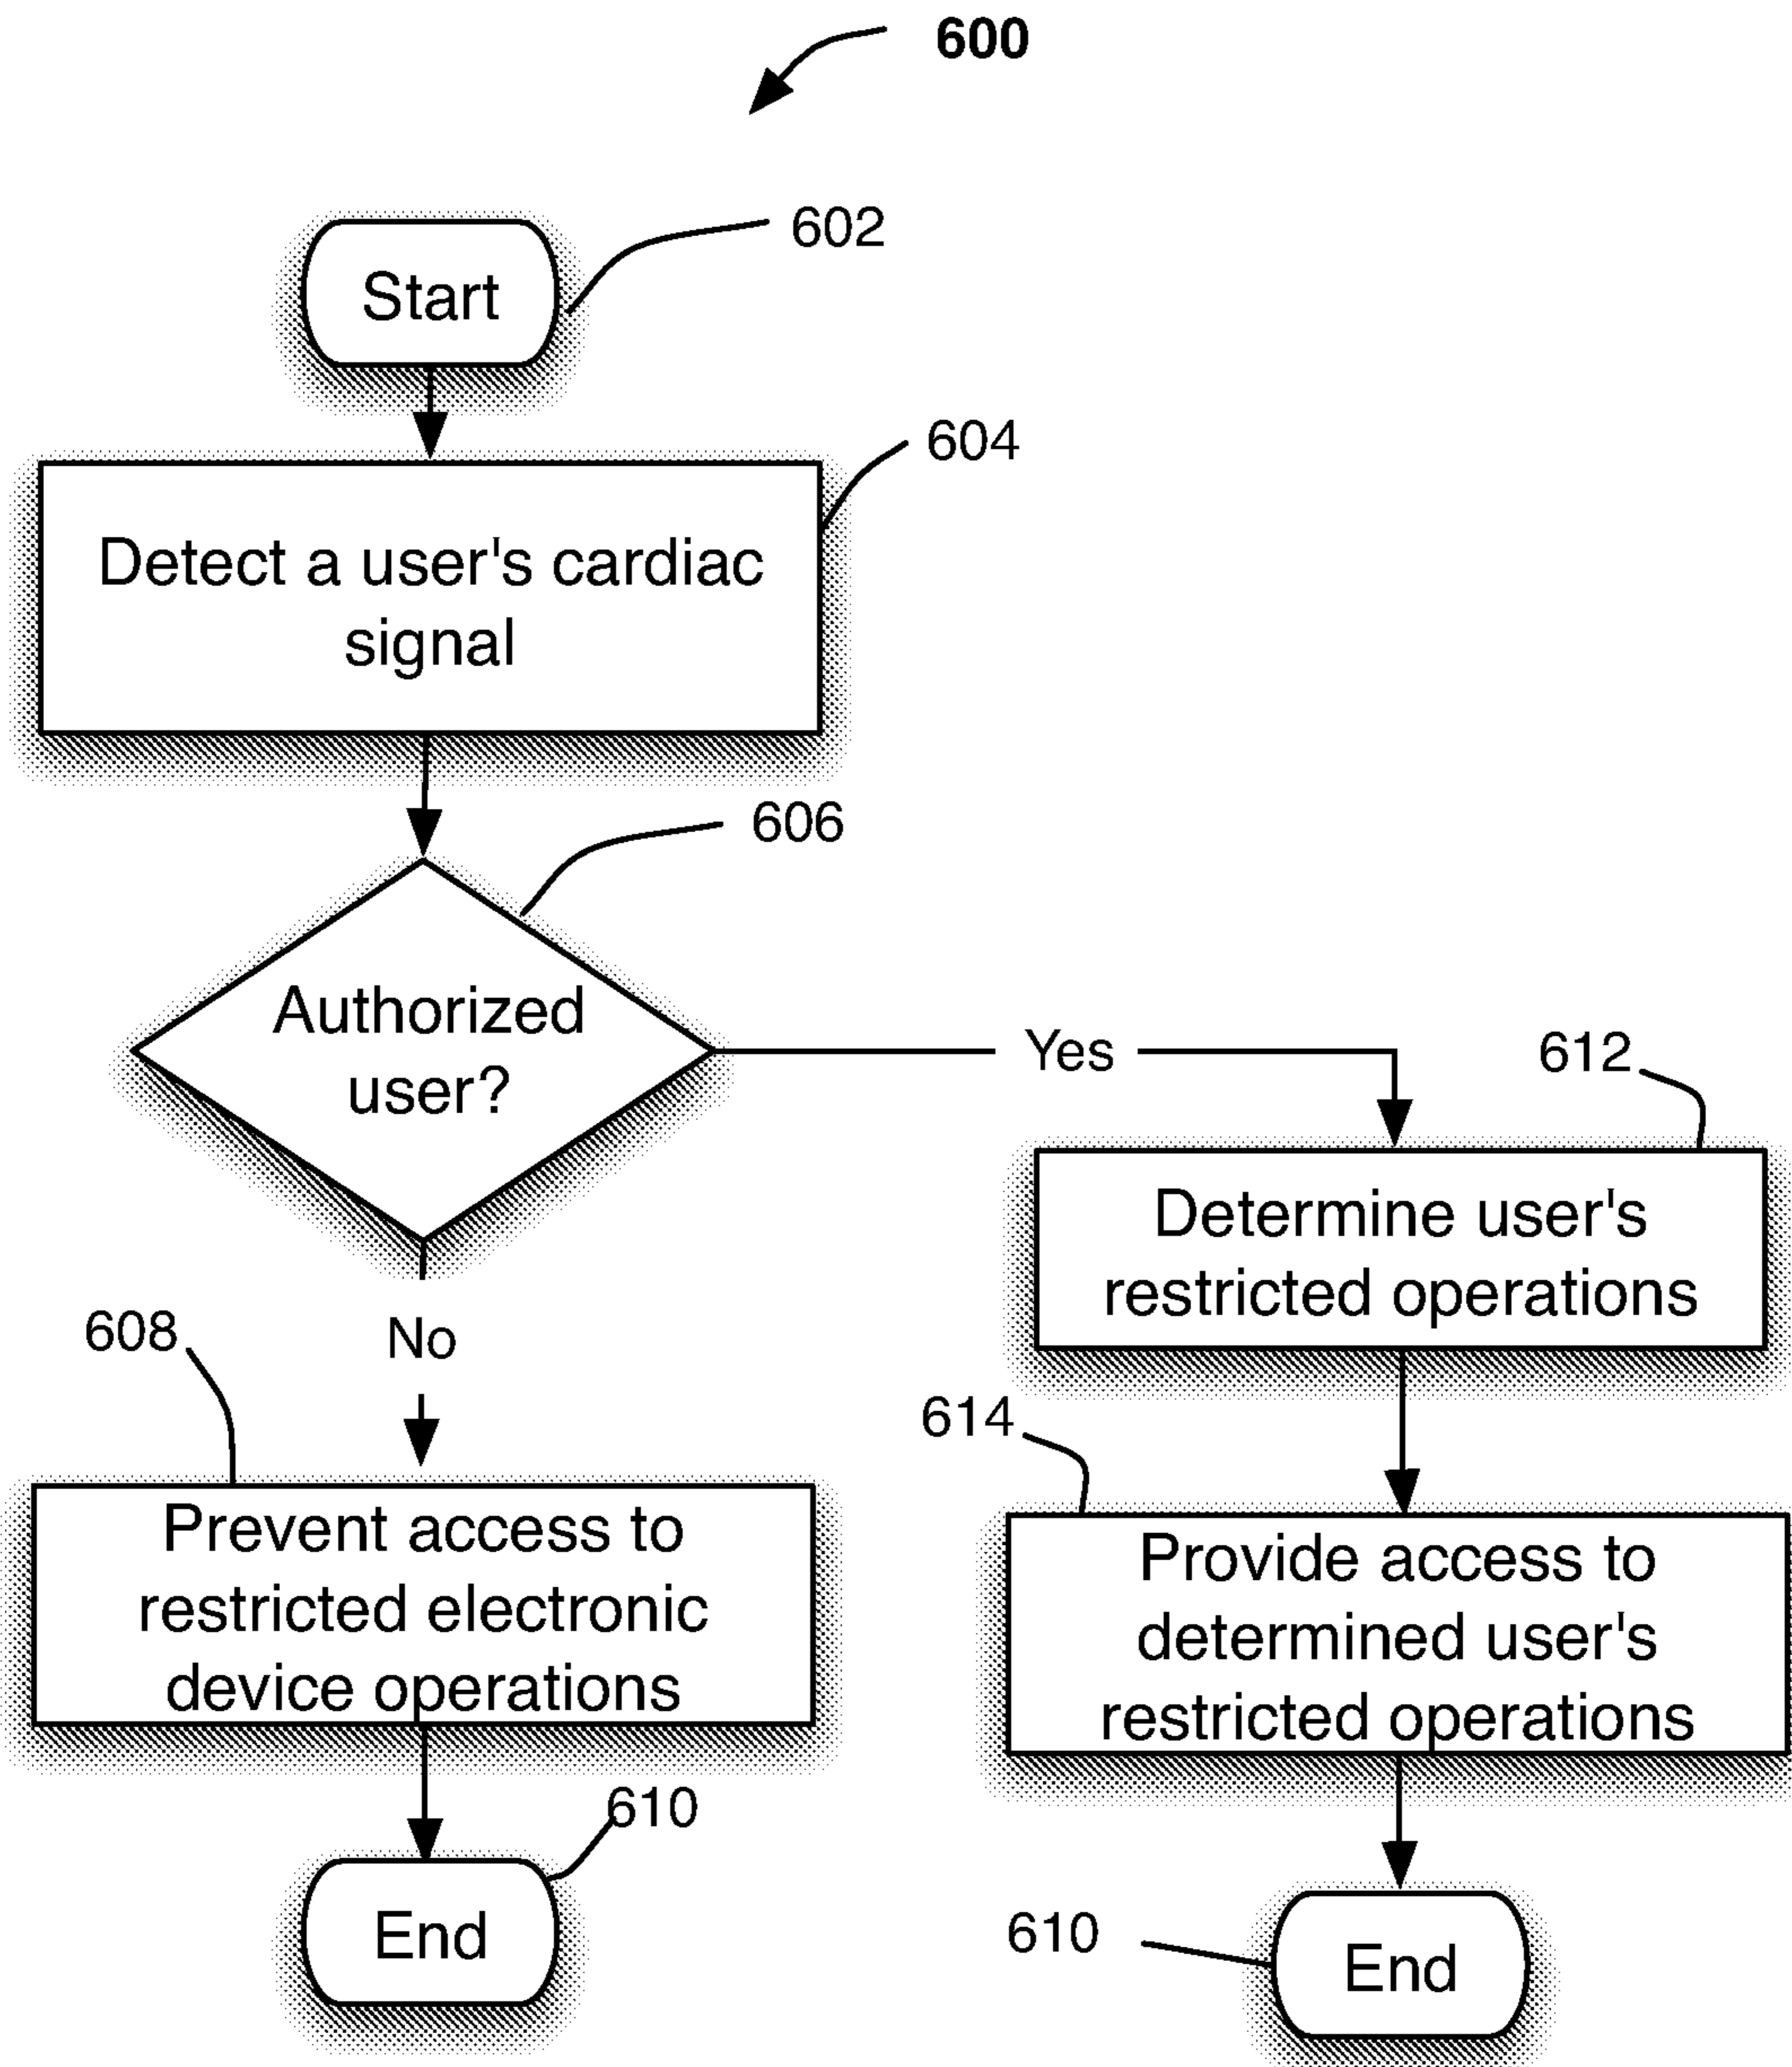 600
602
Start
604
Detect a user's cardiac
signal
606
Authorized
user?
Yes
612
Determine user's
restricted operations
608
No
614
Prevent access to
restricted electronic
device operations
Provide access to
determined user's
restricted operations
610
End
610
End